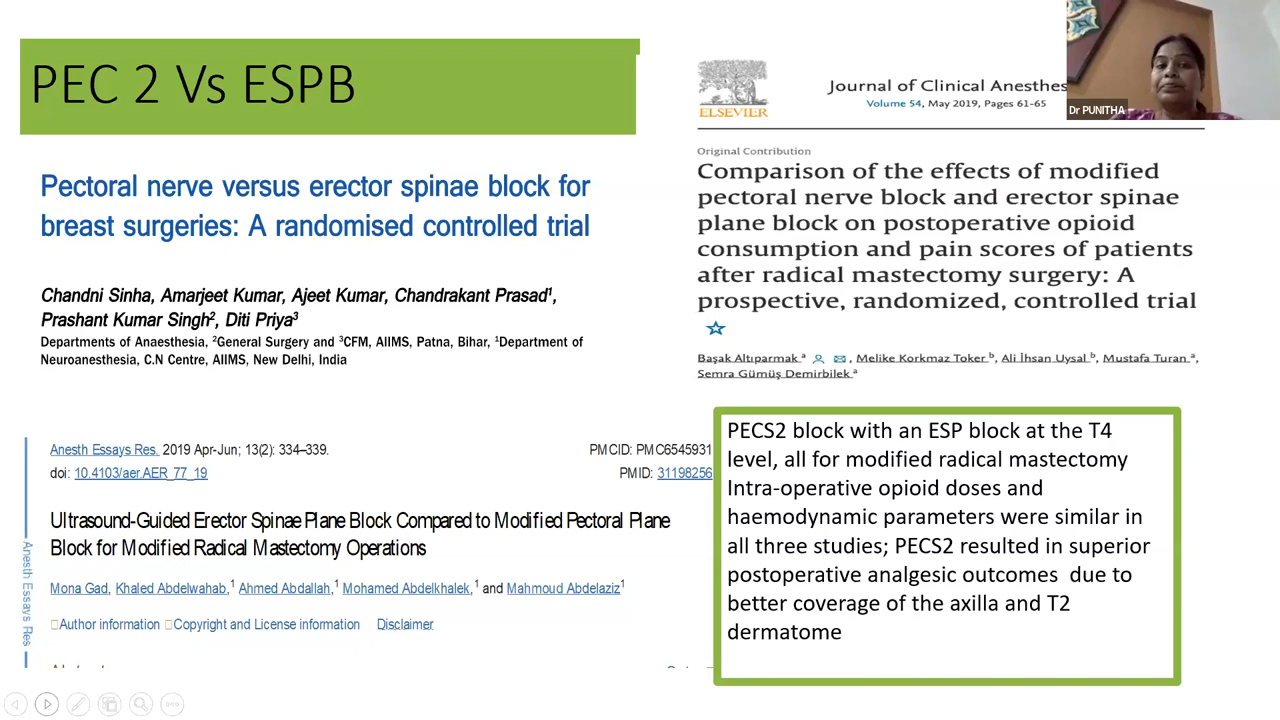 PEC 2 Vs ESPB
Pectoral nerve versus erector spinae block for
breast surgeries: A randomised controlled trial
Chandni Sinha, Amarjeet Kumar, Ajeet Kumar, Chandrakant Prasad¹,
Prashant Kumar Singh², Diti Priya³
Departments of Anaesthesia, ²General Surgery and ³CFM, AIIMS, Patna, Bihar, ¹Department of
Neuroanesthesia, C.N Centre, AIIMS, New Delhi, India
Anesth Essays Res. 2019 Apr-Jun; 13(2): 334–339.
PMCID: PMC6545931
doi: 10.4103/aer.AER_77_19
PMID: 31198256
Ultrasound-Guided Erector Spinae Plane Block Compared to Modified Pectoral Plane
Block for Modified Radical Mastectomy Operations
Mona Gad, Khaled Abdelwahab,¹ Ahmed Abdallah,¹ Mohamed Abdelkhalek,¹ and Mahmoud Abdelaziz¹
Author information Copyright and License information Disclaimer
Anesth Essays Res
ELSEVIER
Journal of Clinical Anesthes
Volume 54, May 2019, Pages 61-65
Dr PUNITHA
Original Contribution
Comparison of the effects of modified
pectoral nerve block and erector spinae
plane block on postoperative opioid
consumption and pain scores of patients
after radical mastectomy surgery: A
prospective, randomized, controlled trial
Başak Altıparmak ᵃ, Melike Korkmaz Toker ᵇ, Ali İhsan Uysal ᵇ, Mustafa Turan ᵃ,
Semra Gümüş Demirbilek ᵃ
PECS2 block with an ESP block at the T4
level, all for modified radical mastectomy
Intra-operative opioid doses and
haemodynamic parameters were similar in
all three studies; PECS2 resulted in superior
postoperative analgesic outcomes due to
better coverage of the axilla and T2
dermatome